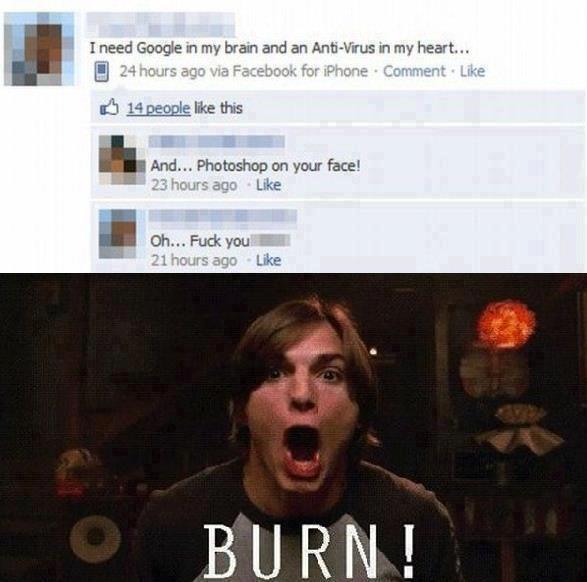 I need Google in my brain and an Anti-Virus in my heart...
24 hours ago via Facebook for iPhone · Comment · Like
14 people like this
And... Photoshop on your face!
23 hours ago · Like
Oh... Fuck you
21 hours ago · Like
BURN!